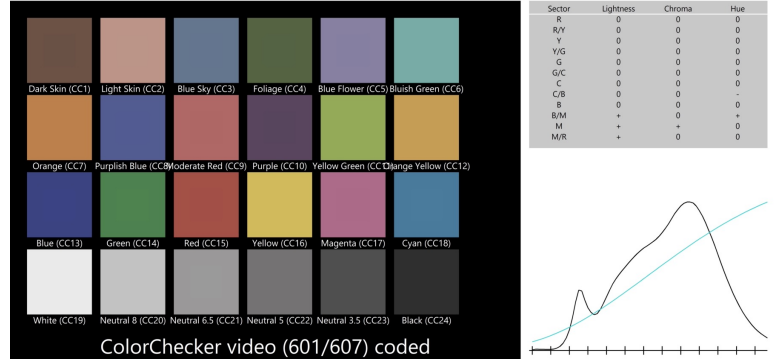 Dark Skin (CC1) Light Skin (CC2) Blue Sky (CC3) Foliage (CC4) Blue Flower (CC5) Bluish Green (CC6)
Orange (CC7) Purplish Blue (CC8) Moderate Red (CC9) Purple (CC10) Yellow Green (CC11) Orange Yellow (CC12)
Blue (CC13) Green (CC14) Red (CC15) Yellow (CC16) Magenta (CC17) Cyan (CC18)
White (CC19) Neutral 8 (CC20) Neutral 6.5 (CC21) Neutral 5 (CC22) Neutral 3.5 (CC23) Black (CC24)
ColorChecker video (601/607) coded
Sector Lightness Chroma Hue
R 0 0 0
R/Y 0 0 0
Y 0 0 0
Y/G 0 0 0
G 0 0 0
G/C 0 0 0
C 0 0 0
C/B 0 0 -
B 0 0 0
B/M + 0 +
M + + 0
M/R + 0 0